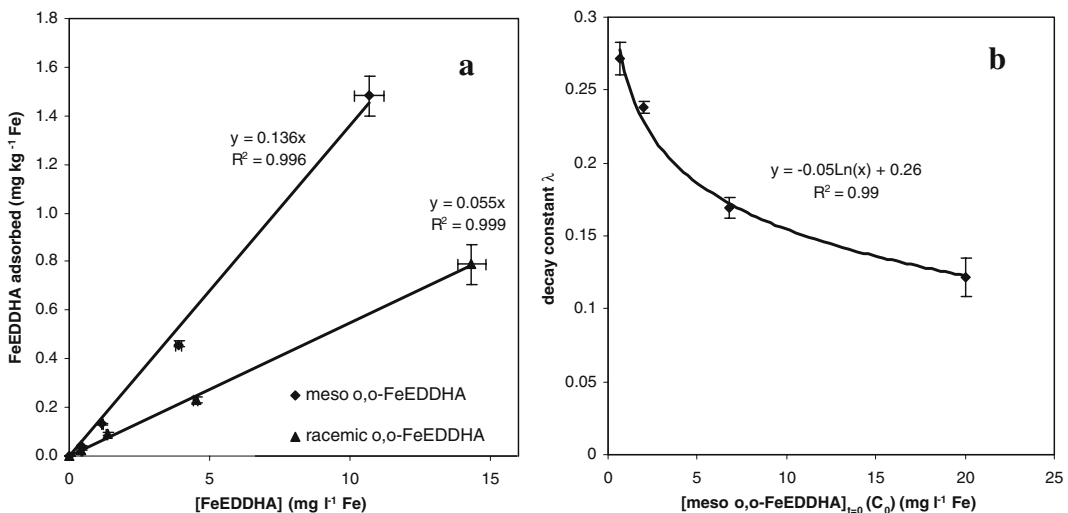 a
FeEDDHA adsorbed (mg kg⁻¹ Fe)
1.8
1.6
1.4
1.2
1.0
0.8
0.6
0.4
0.2
0.0
y = 0.136x
R² = 0.996
y = 0.055x
R² = 0.999
meso o,o-FeEDDHA
racemic o,o-FeEDDHA
0 5 10 15
[FeEDDHA] (mg l⁻¹ Fe)
b
decay constant λ
0.3
0.25
0.2
0.15
0.1
0.05
0
y = -0.05Ln(x) + 0.26
R² = 0.99
0 5 10 15 20 25
[meso o,o-FeEDDHA]ₜ₌₀ (C₀) (mg l⁻¹ Fe)